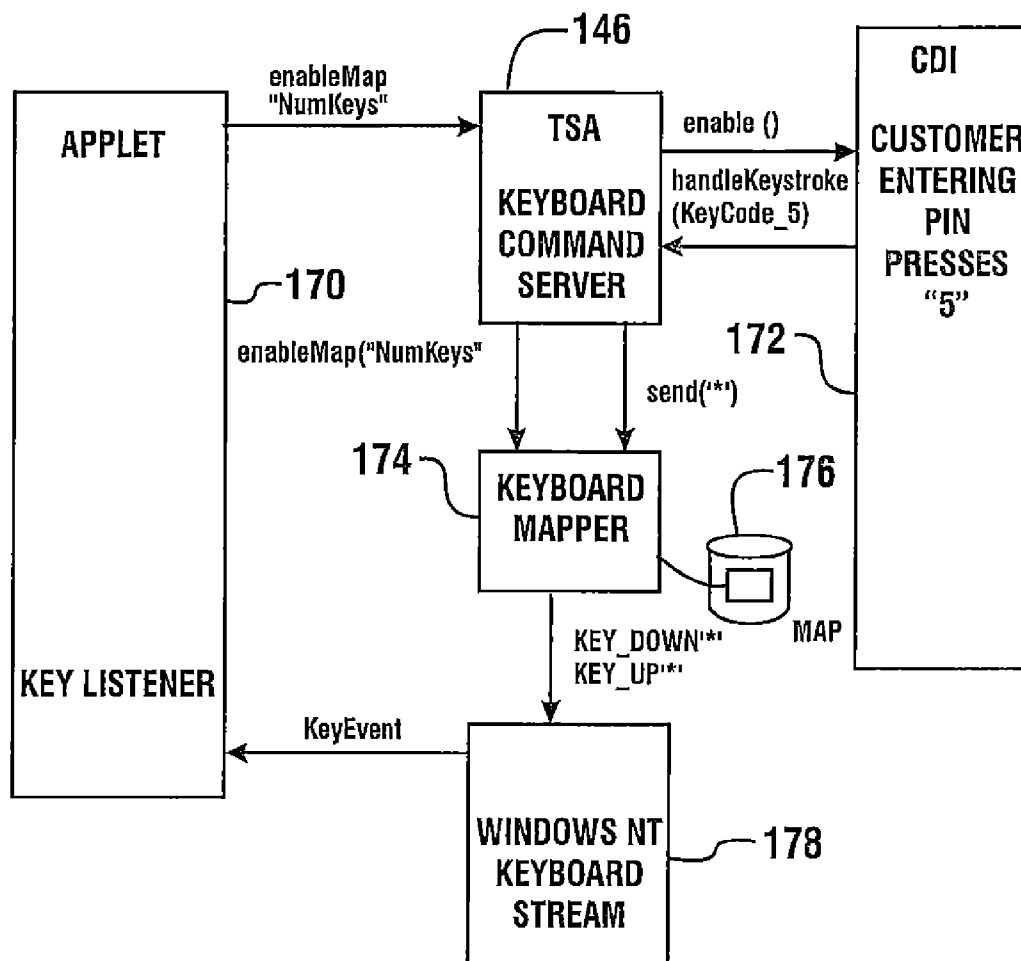 146
enableMap
"NumKeys"
APPLET
TSA
KEYBOARD
COMMAND
SERVER
enable ()
handleKeystroke
(KeyCode_5)
CDI
CUSTOMER
ENTERING
PIN
PRESSES
“5”
170
172
enableMap("NumKeys"
send('*')
174
KEYBOARD
MAPPER
176
MAP
KEY_DOWN'*'
KEY_UP'*'
KEY LISTENER
KeyEvent
WINDOWS NT
KEYBOARD
STREAM
178